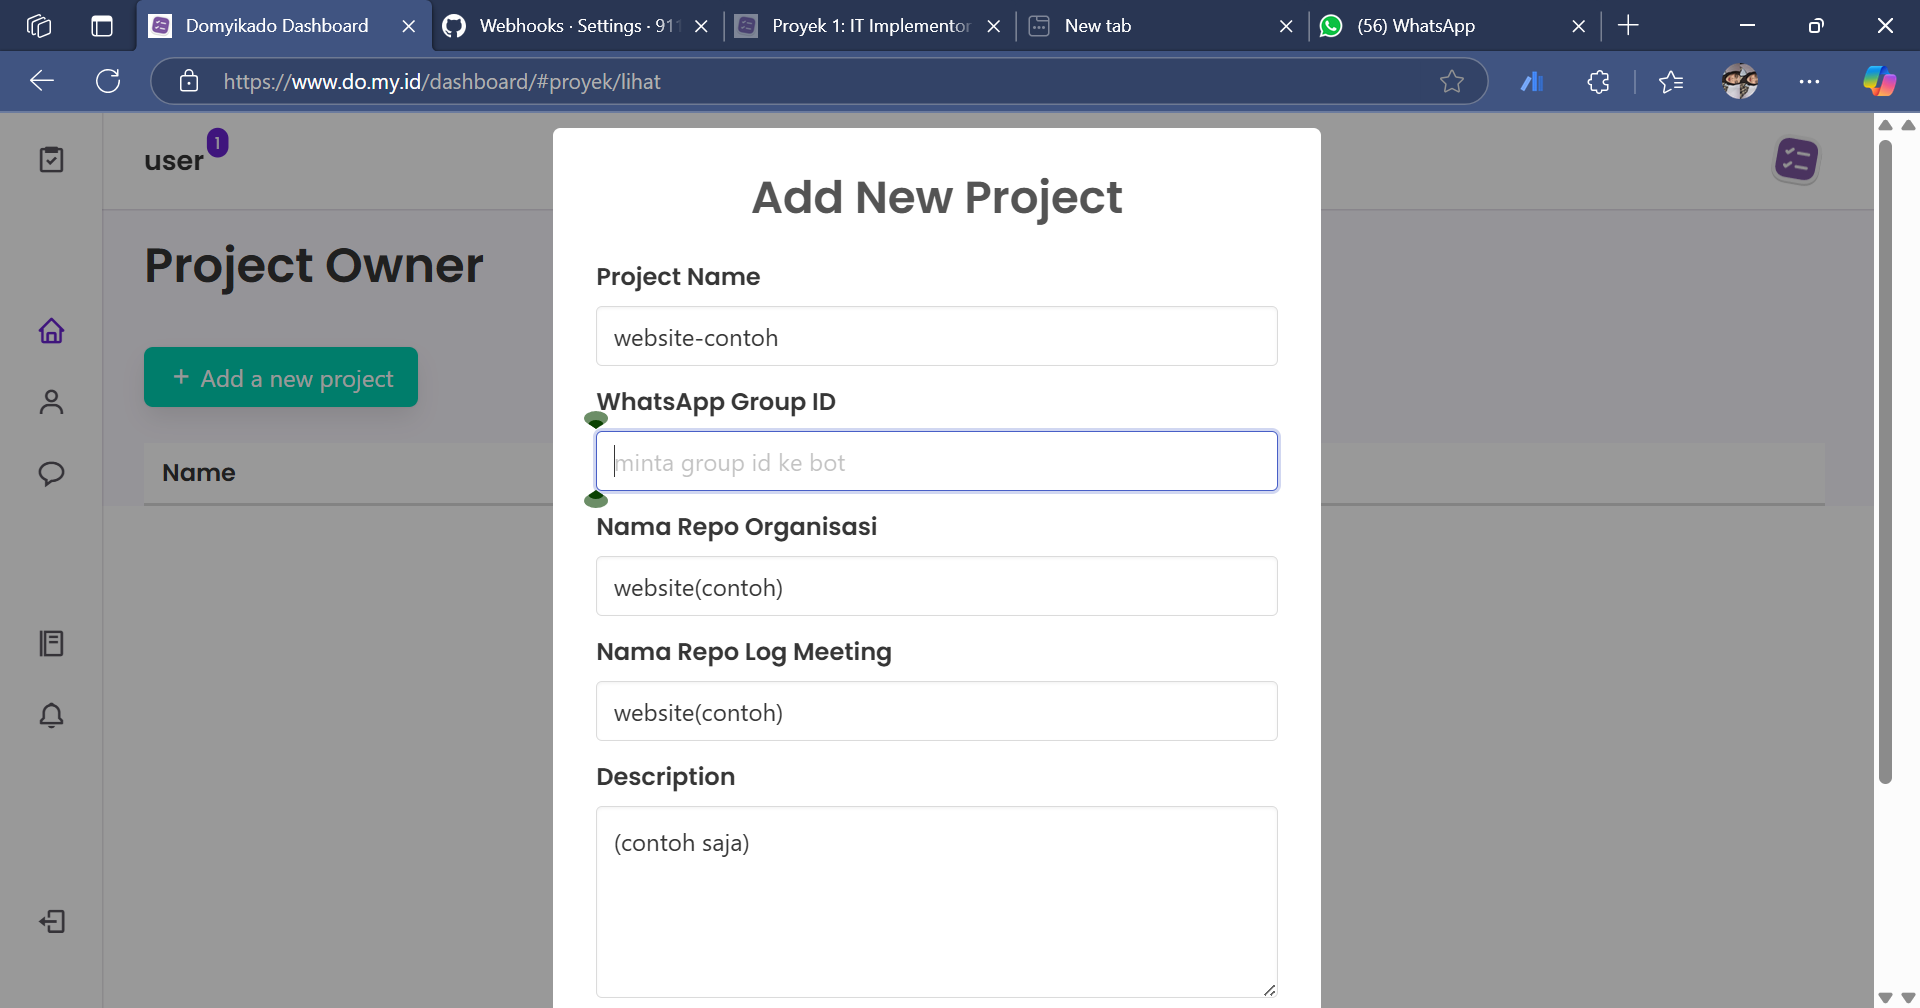 Domyikado Dashboard
Webhooks · Settings · 911
Proyek 1: IT Implementor
New tab
(56) WhatsApp
https://www.do.my.id/dashboard/#proyek/lihat
user
1
Project Owner
+ Add a new project
Name
Add New Project
Project Name
website-contoh
WhatsApp Group ID
minta group id ke bot
Nama Repo Organisasi
website(contoh)
Nama Repo Log Meeting
website(contoh)
Description
(contoh saja)